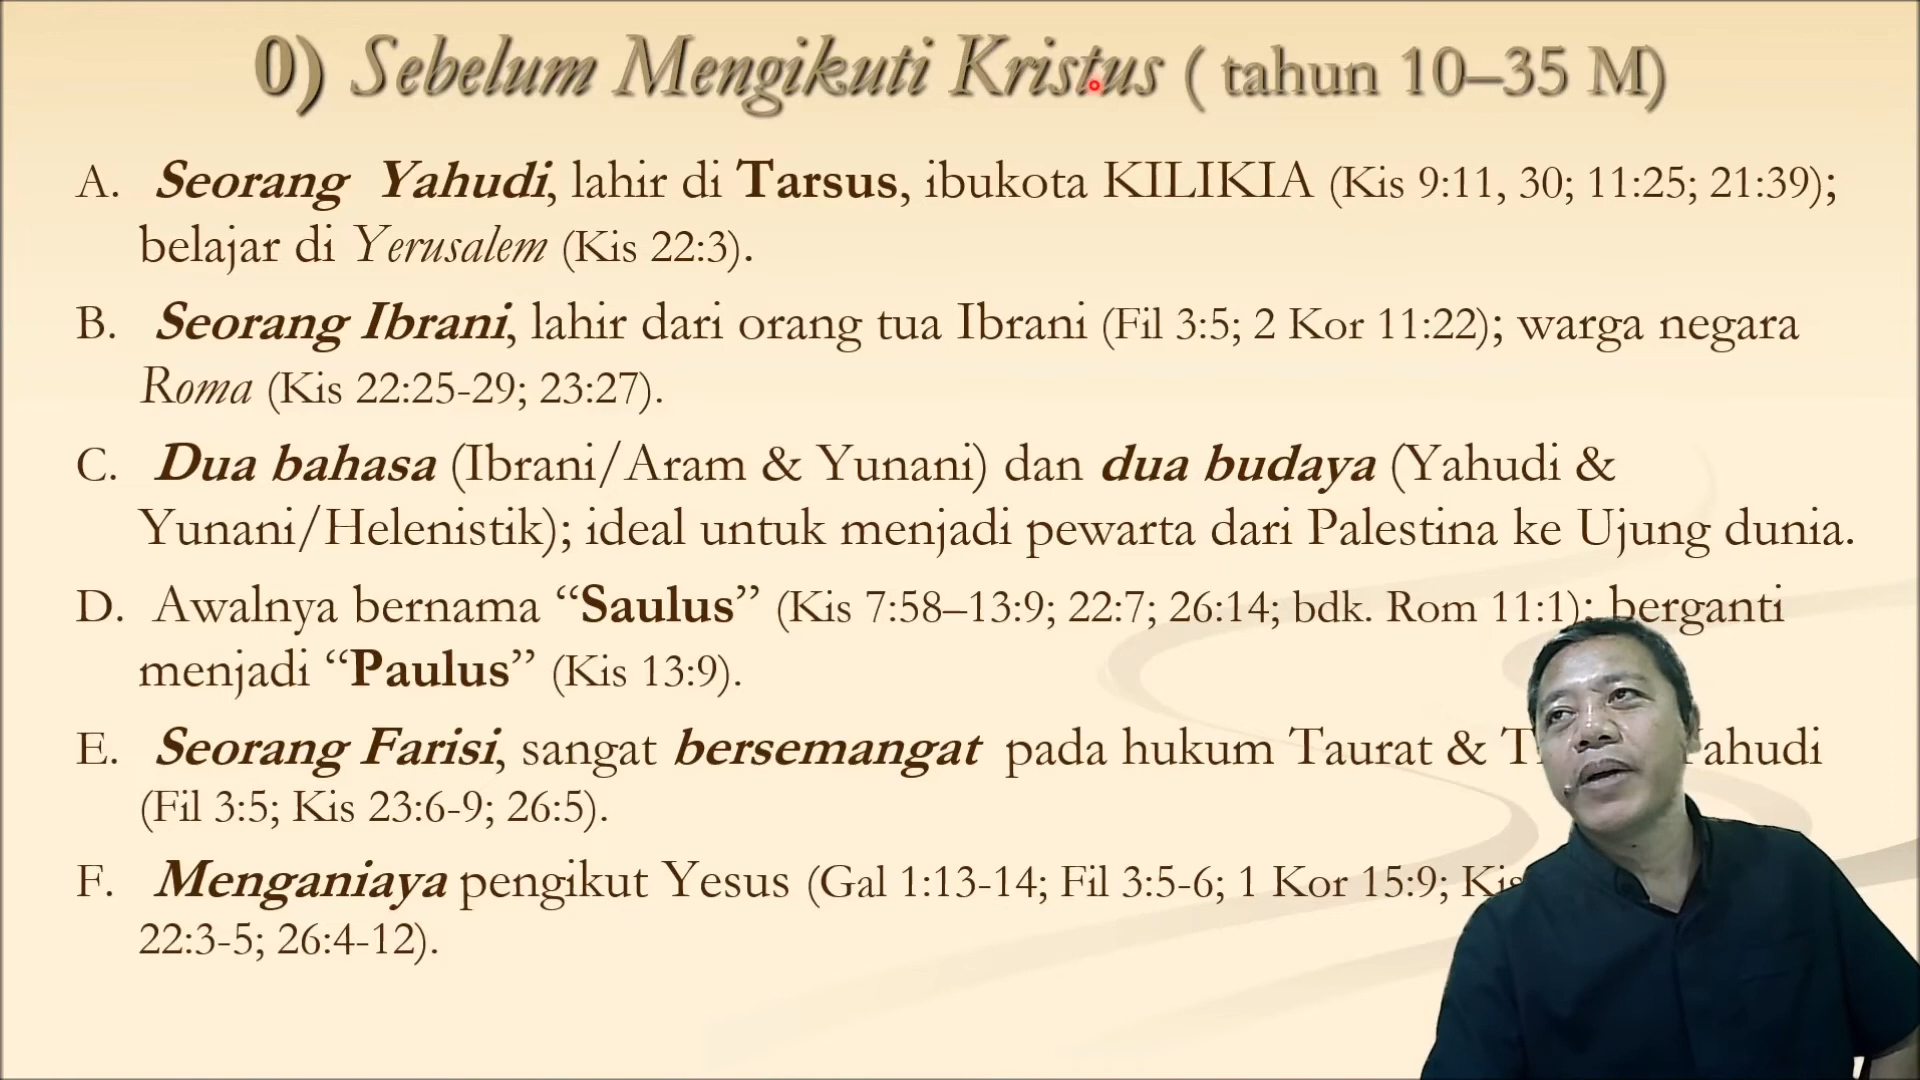 0) Sebelum Mengikuti Kristus ( tahun 10–35 M)
A. Seorang Yahudi, lahir di Tarsus, ibukota KILIKIA (Kis 9:11, 30; 11:25; 21:39);
belajar di Yerusalem (Kis 22:3).
B. Seorang Ibrani, lahir dari orang tua Ibrani (Fil 3:5; 2 Kor 11:22); warga negara
Roma (Kis 22:25-29; 23:27).
C. Dua bahasa (Ibrani/Aram & Yunani) dan dua budaya (Yahudi &
Yunani/Helenistik); ideal untuk menjadi pewarta dari Palestina ke Ujung dunia.
D. Awalnya bernama “Saulus” (Kis 7:58–13:9; 22:7; 26:14; bdk. Rom 11:1); berganti
menjadi “Paulus” (Kis 13:9).
E. Seorang Farisi, sangat bersemangat pada hukum Taurat & ahudi
(Fil 3:5; Kis 23:6-9; 26:5).
F. Menganiaya pengikut Yesus (Gal 1:13-14; Fil 3:5-6; 1 Kor 15:9; Kis
22:3-5; 26:4-12).